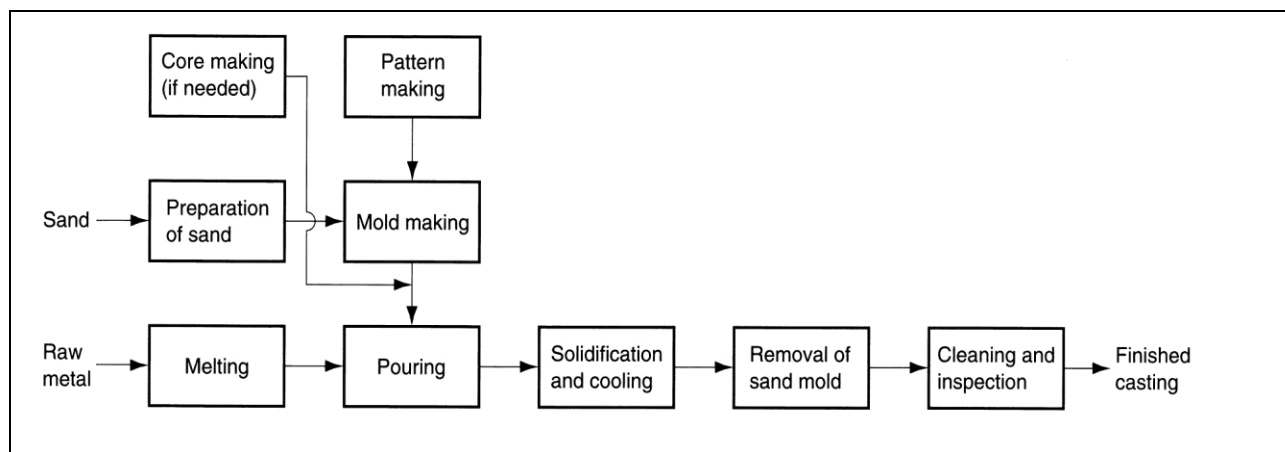 Core making
(if needed)
Pattern
making
Sand
Preparation
of sand
Mold making
Raw
metal
Melting
Pouring
Solidification
and cooling
Removal of
sand mold
Cleaning and
inspection
Finished
casting